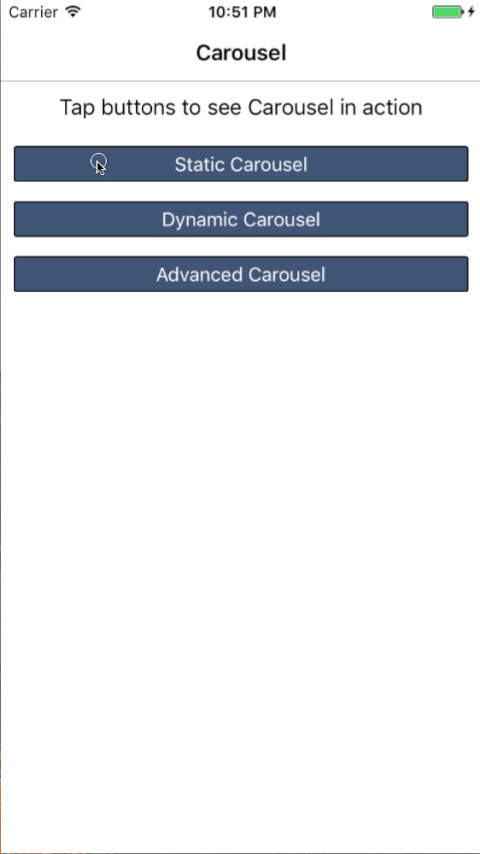 Carrier 10:51 PM
Carousel
Tap buttons to see Carousel in action
Static Carousel
Dynamic Carousel
Advanced Carousel